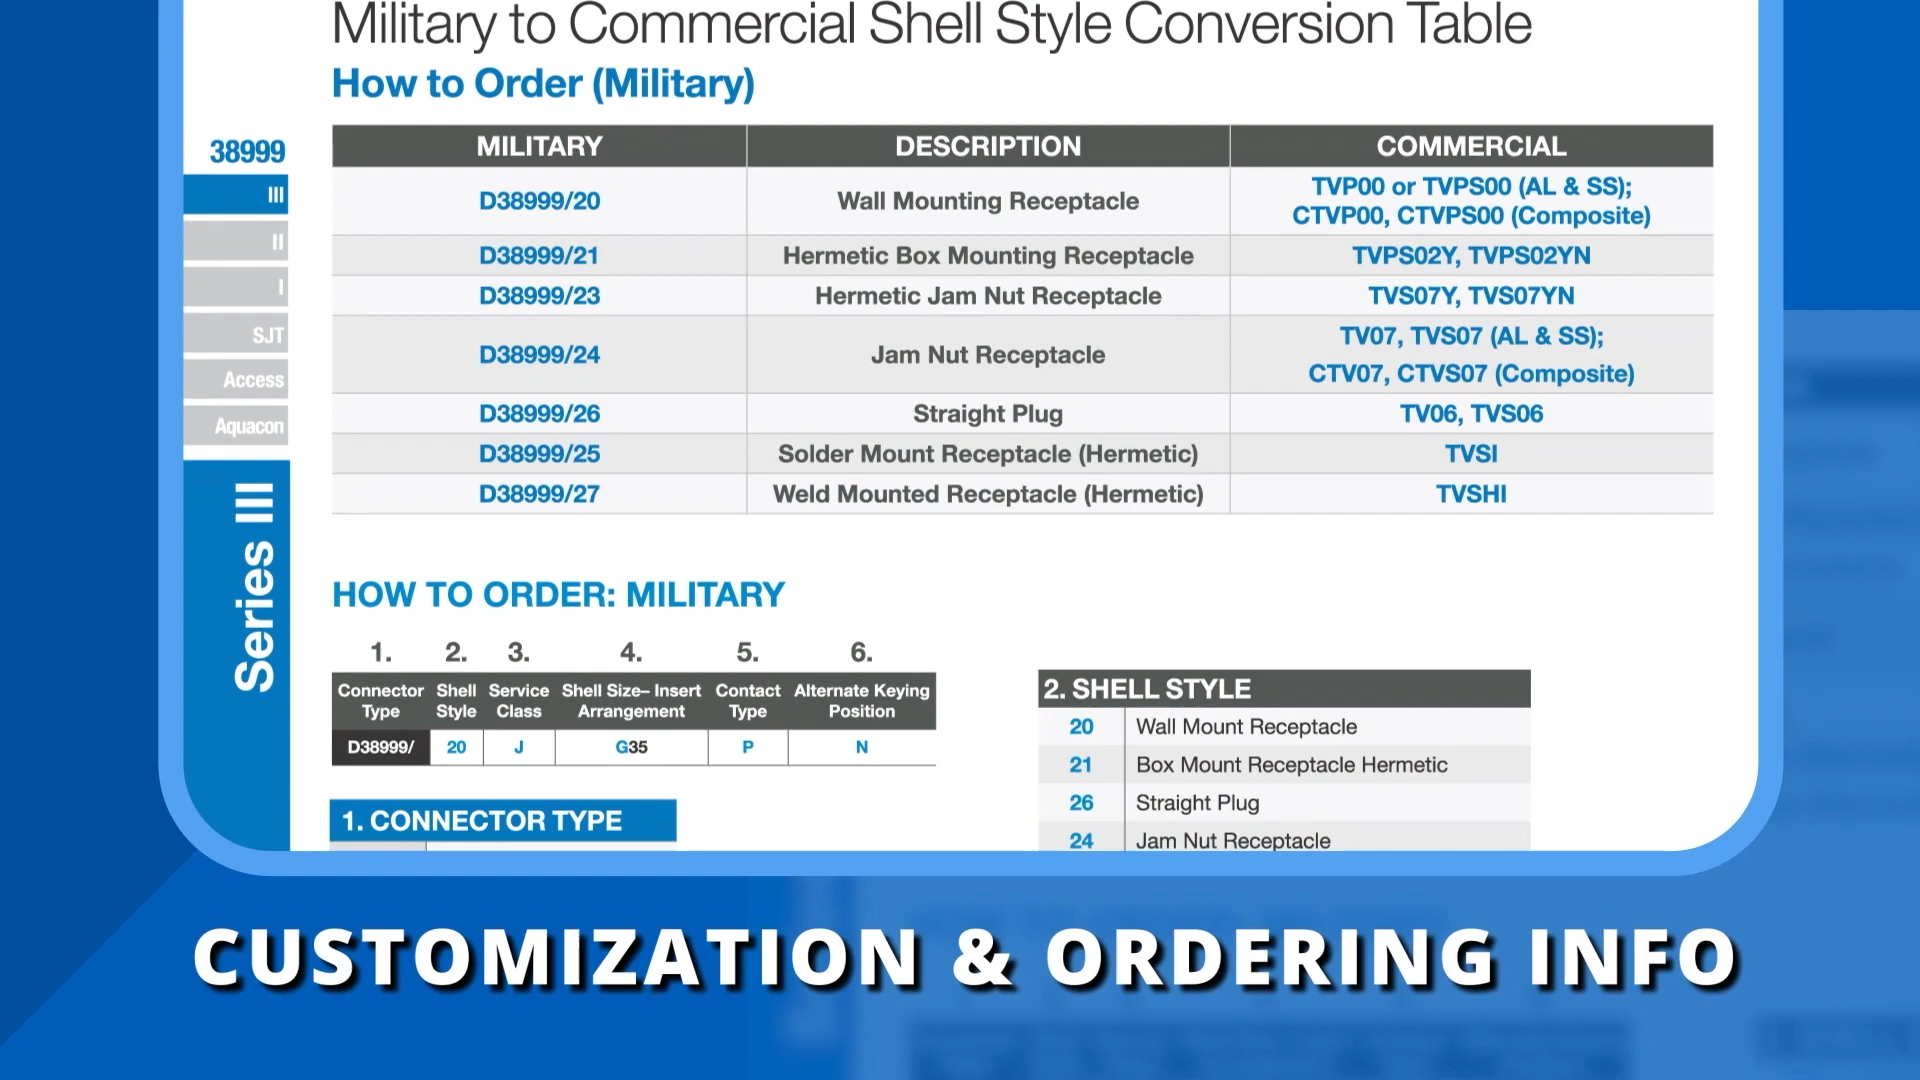 Military to Commercial Shell Style Conversion Table
How to Order (Military)
38999
III
II
I
SJT
Access
Aquacon
Series III
MILITARY DESCRIPTION COMMERCIAL
D38999/20 Wall Mounting Receptacle TVP00 or TVPS00 (AL & SS);
CTVP00, CTVPS00 (Composite)
D38999/21 Hermetic Box Mounting Receptacle TVPS02Y, TVPS02YN
D38999/23 Hermetic Jam Nut Receptacle TVS07Y, TVS07YN
D38999/24 Jam Nut Receptacle TV07, TVS07 (AL & SS);
CTV07, CTVS07 (Composite)
D38999/26 Straight Plug TV06, TVS06
D38999/25 Solder Mount Receptacle (Hermetic) TVSI
D38999/27 Weld Mounted Receptacle (Hermetic) TVSHI
HOW TO ORDER: MILITARY
1. 2. 3. 4. 5. 6.
Connector Shell Service Shell Size– Insert Contact Alternate Keying
Type Style Class Arrangement Type Position
D38999/ 20 J G35 P N
1. CONNECTOR TYPE
2. SHELL STYLE
20 Wall Mount Receptacle
21 Box Mount Receptacle Hermetic
26 Straight Plug
24 Jam Nut Receptacle
CUSTOMIZATION & ORDERING INFO